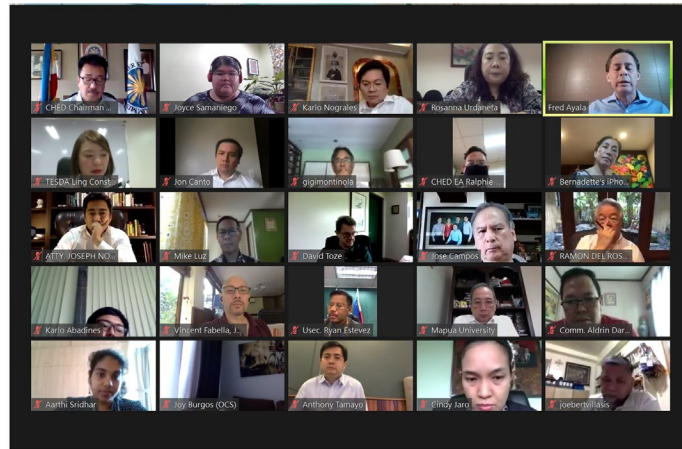 CHED Chairman ...
Joyce Samaniego
Karlo Nograles
Rosanna Urdaneta
Fred Ayala
TESDA Ling Const...
Jon Canto
gigimontinola
CHED EA Ralphie ...
Bernadette's iPho...
ATTY. JOSEPH NO...
Mike Luz
David Toze
Jose Campos
RAMON DEL ROS...
Karlo Abadines
Vincent Fabella, J...
Usec. Ryan Estevez
Mapua University
Comm. Aldrin Dar...
Aarthi Sridhar
Joy Burgos (OCS)
Anthony Tamayo
Cindy Jaro
joebertvillasis